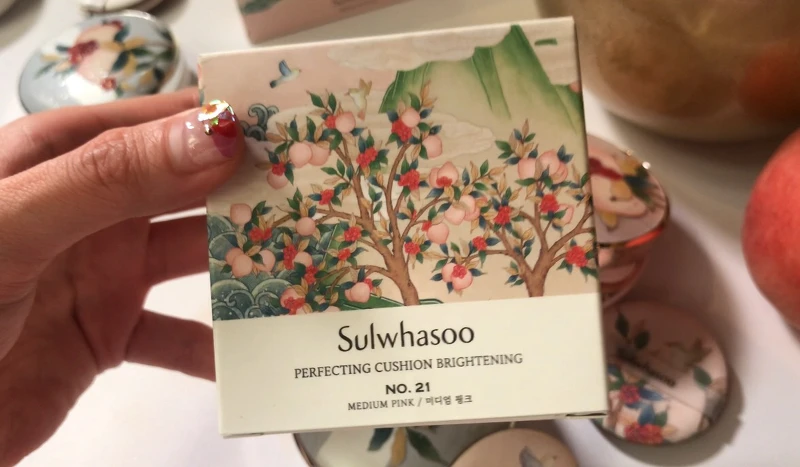 Sulwhasoo
PERFECTING CUSHION BRIGHTENING
NO. 21
MEDIUM PINK / 미디엄 핑크